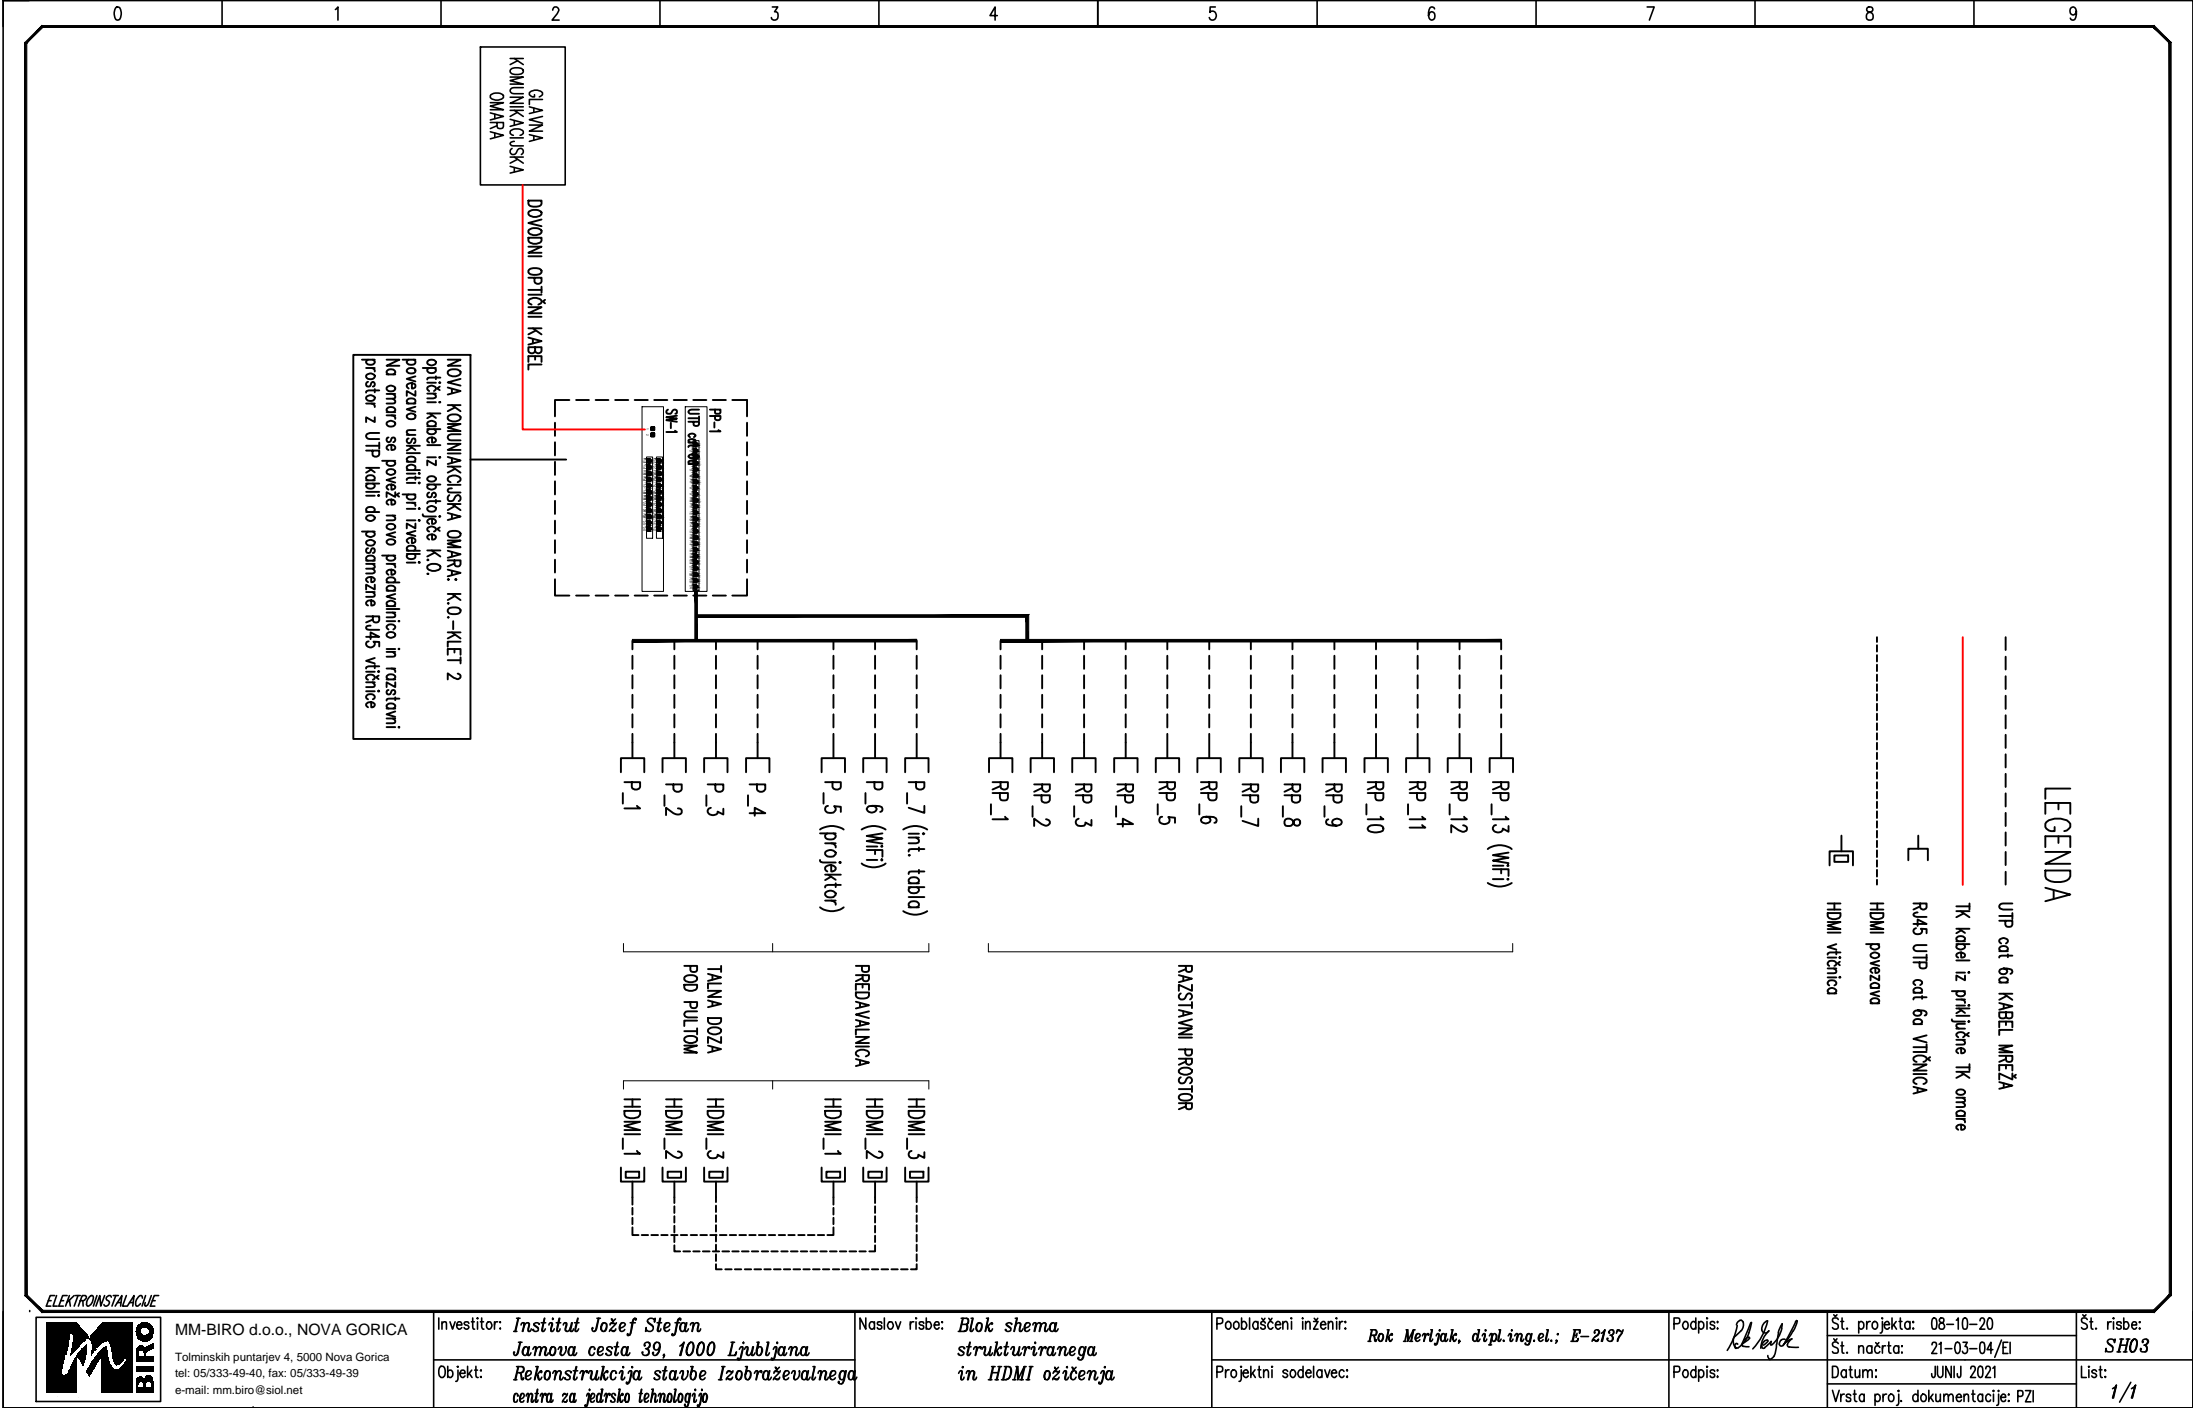 0 1 2 3 4 5 6 7 8 9
GLAVNA
KOMUNIKACIJSKA
OMARA
DOVODNI OPTIČNI KABEL
NOVA KOMUNIAKCIJSKA OMARA: K.O.-KLET 2
optični kabel iz obstoječe K.O.
povezavo uskladiti pri izvedbi
Na omaro se poveže novo predavalnico in razstavni
prostor z UTP kabli do posamezne RJ45 vtičnice
PP-1
UTP cat 6a
SW-1
P_1
P_2
P_3
P_4
P_5 (projektor)
P_6 (WiFi)
P_7 (int. tabla)
RP_1
RP_2
RP_3
RP_4
RP_5
RP_6
RP_7
RP_8
RP_9
RP_10
RP_11
RP_12
RP_13 (WiFi)
TALNA DOZA
POD PULTOM
PREDAVALNICA
RAZSTAVNI PROSTOR
HDMI_1
HDMI_2
HDMI_3
HDMI_1
HDMI_2
HDMI_3
LEGENDA
UTP cat 6a KABEL MREŽA
TK kabel iz priključne TK omare
RJ45 UTP cat 6a VTIČNICA
HDMI povezava
HDMI vtičnica
ELEKTROINSTALACIJE
m BIRO
MM-BIRO d.o.o., NOVA GORICA
Tolminskih puntarjev 4, 5000 Nova Gorica
tel: 05/333-49-40, fax: 05/333-49-39
e-mail: mm.biro@siol.net
Investitor: Institut Jožef Stefan
Jamova cesta 39, 1000 Ljubljana
Objekt: Rekonstrukcija stavbe Izobraževalnega
centra za jedrsko tehnologijo
Naslov risbe: Blok shema
strukturiranega
in HDMI ožičenja
Pooblaščeni inženir: Rok Merljak, dipl.ing.el.; E-2137
Projektni sodelavec:
Podpis:
Podpis:
Št. projekta: 08-10-20
Št. načrta: 21-03-04/EI
Datum: JUNIJ 2021
Vrsta proj. dokumentacije: PZI
Št. risbe:
SH03
List:
1/1